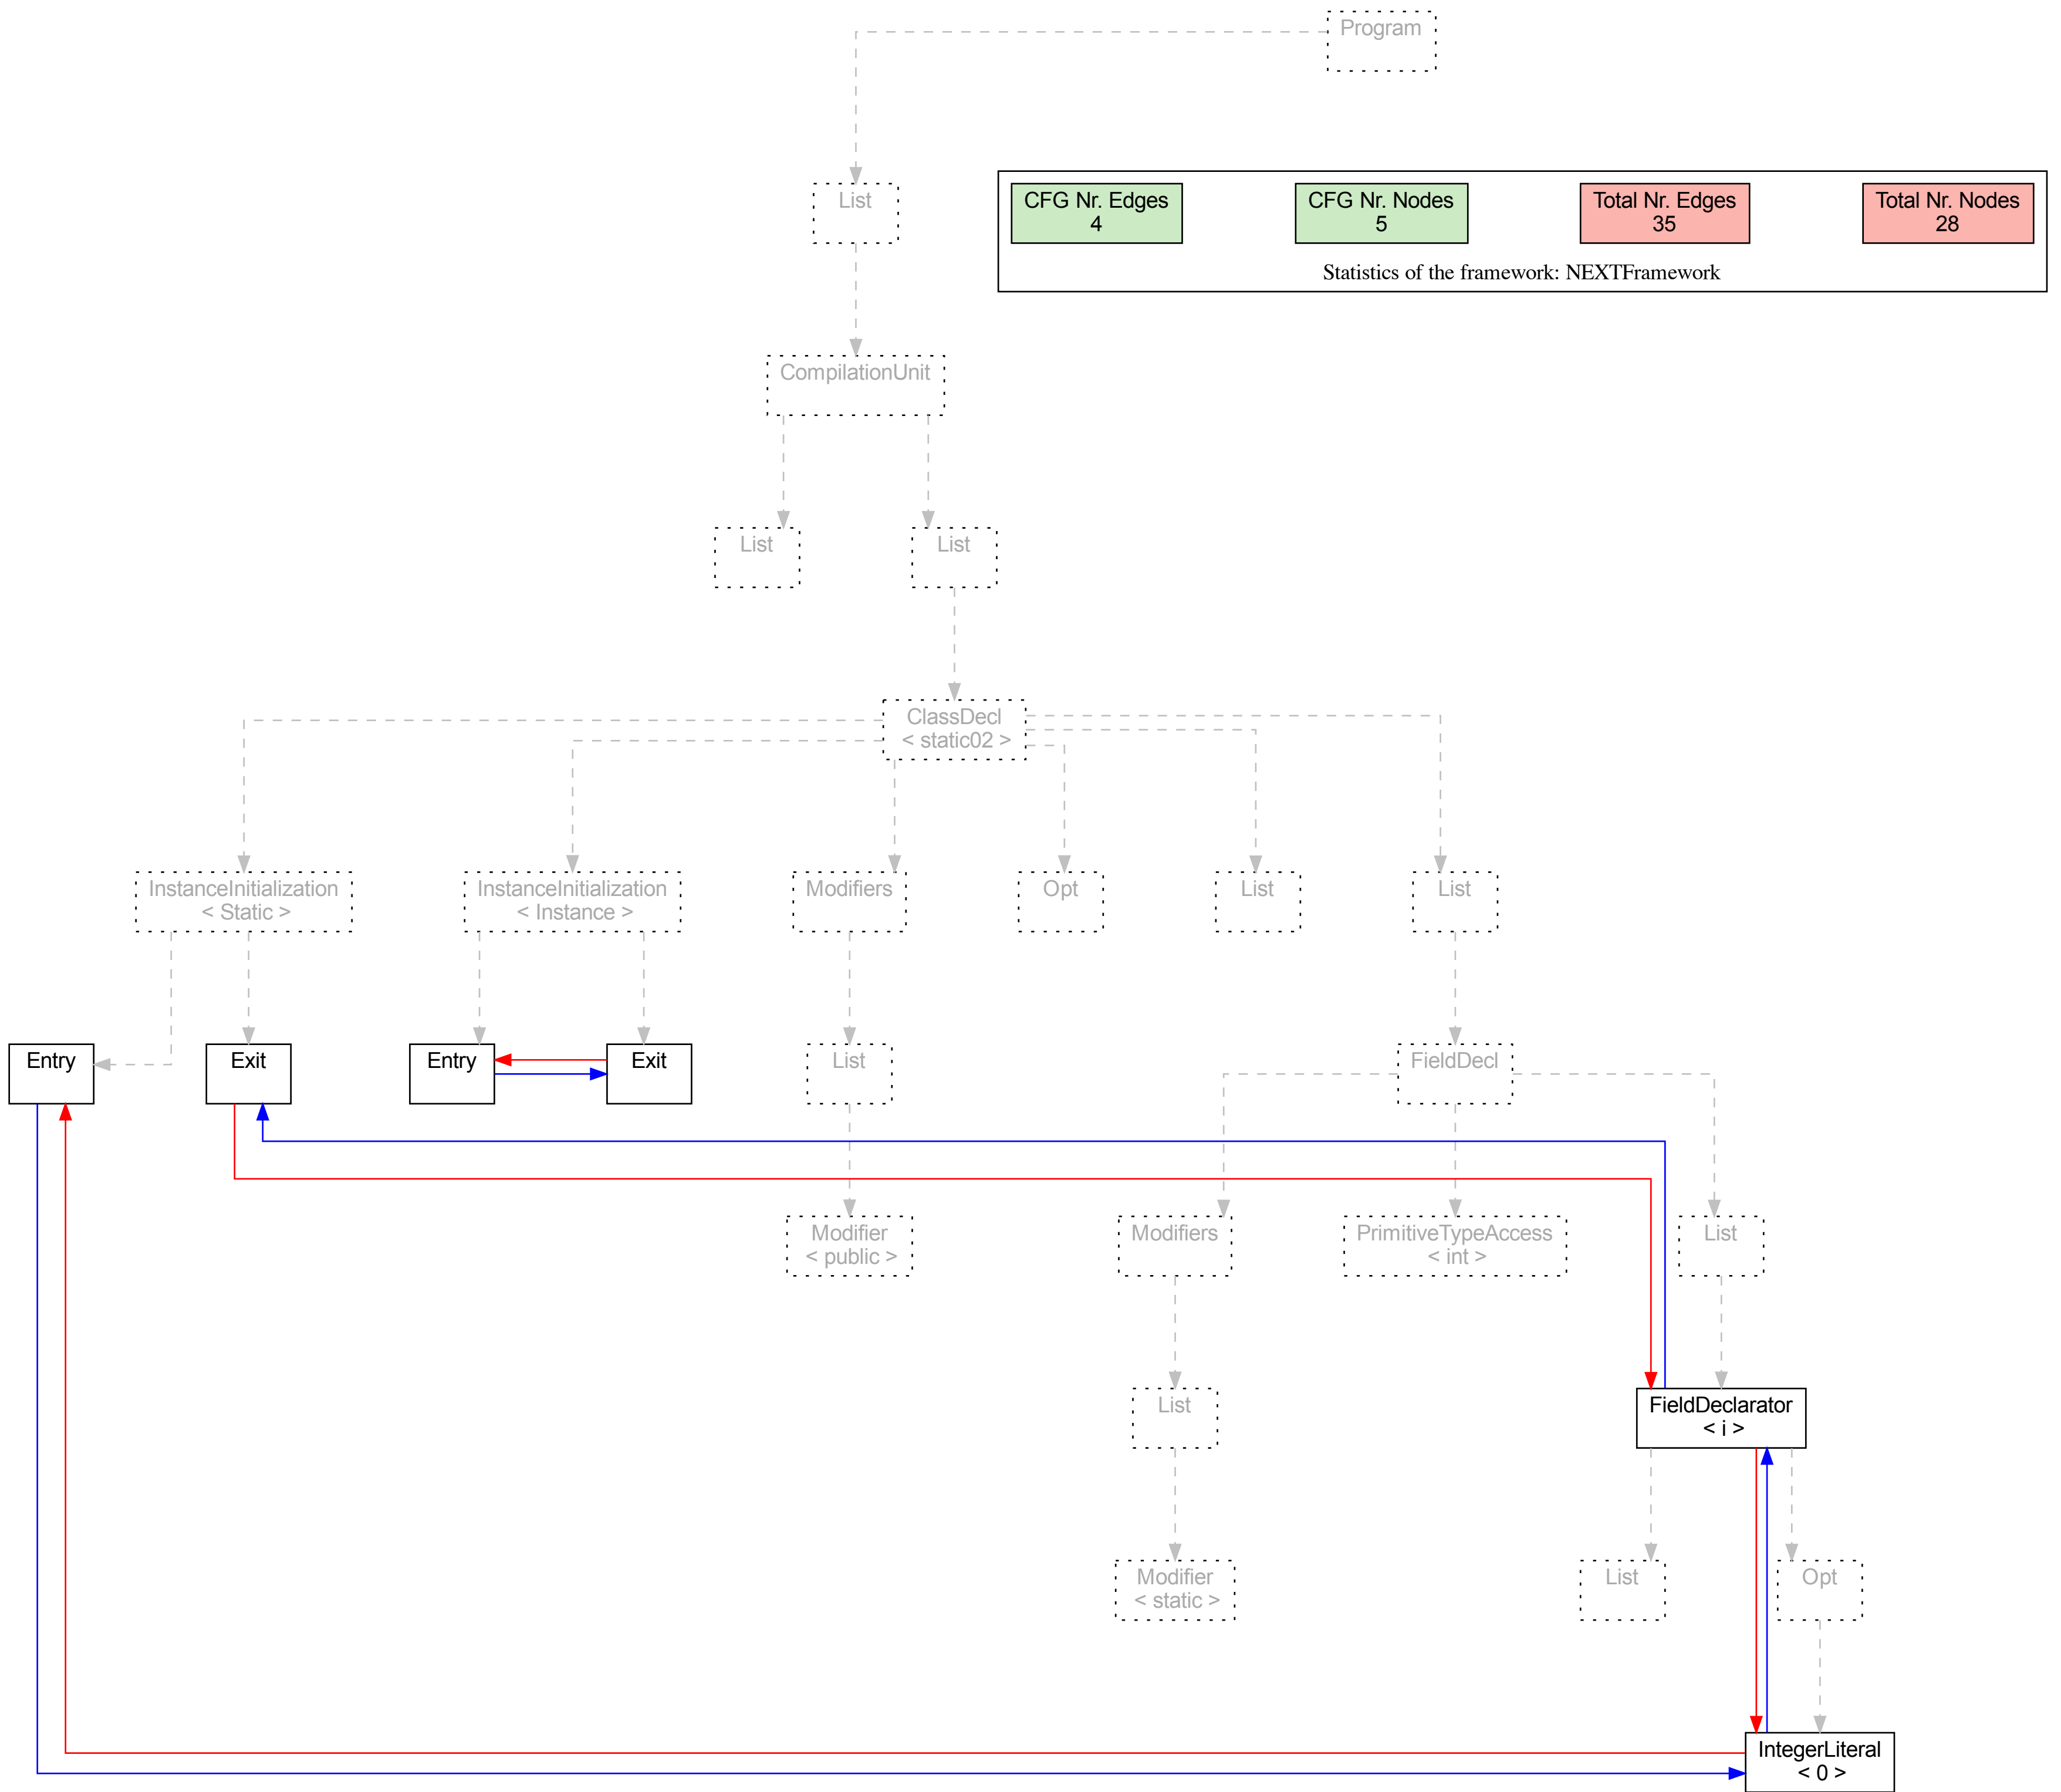 Program
List
CFG Nr. Edges
4
CFG Nr. Nodes
5
Total Nr. Edges
35
Total Nr. Nodes
28
Statistics of the framework: NEXTFramework
CompilationUnit
List
List
ClassDecl
< static02 >
InstanceInitialization
< Static >
InstanceInitialization
< Instance >
Modifiers
Opt
List
List
Entry
Exit
Entry
Exit
List
FieldDecl
Modifier
< public >
Modifiers
PrimitiveTypeAccess
< int >
List
List
FieldDeclarator
< i >
Modifier
< static >
List
Opt
IntegerLiteral
< 0 >